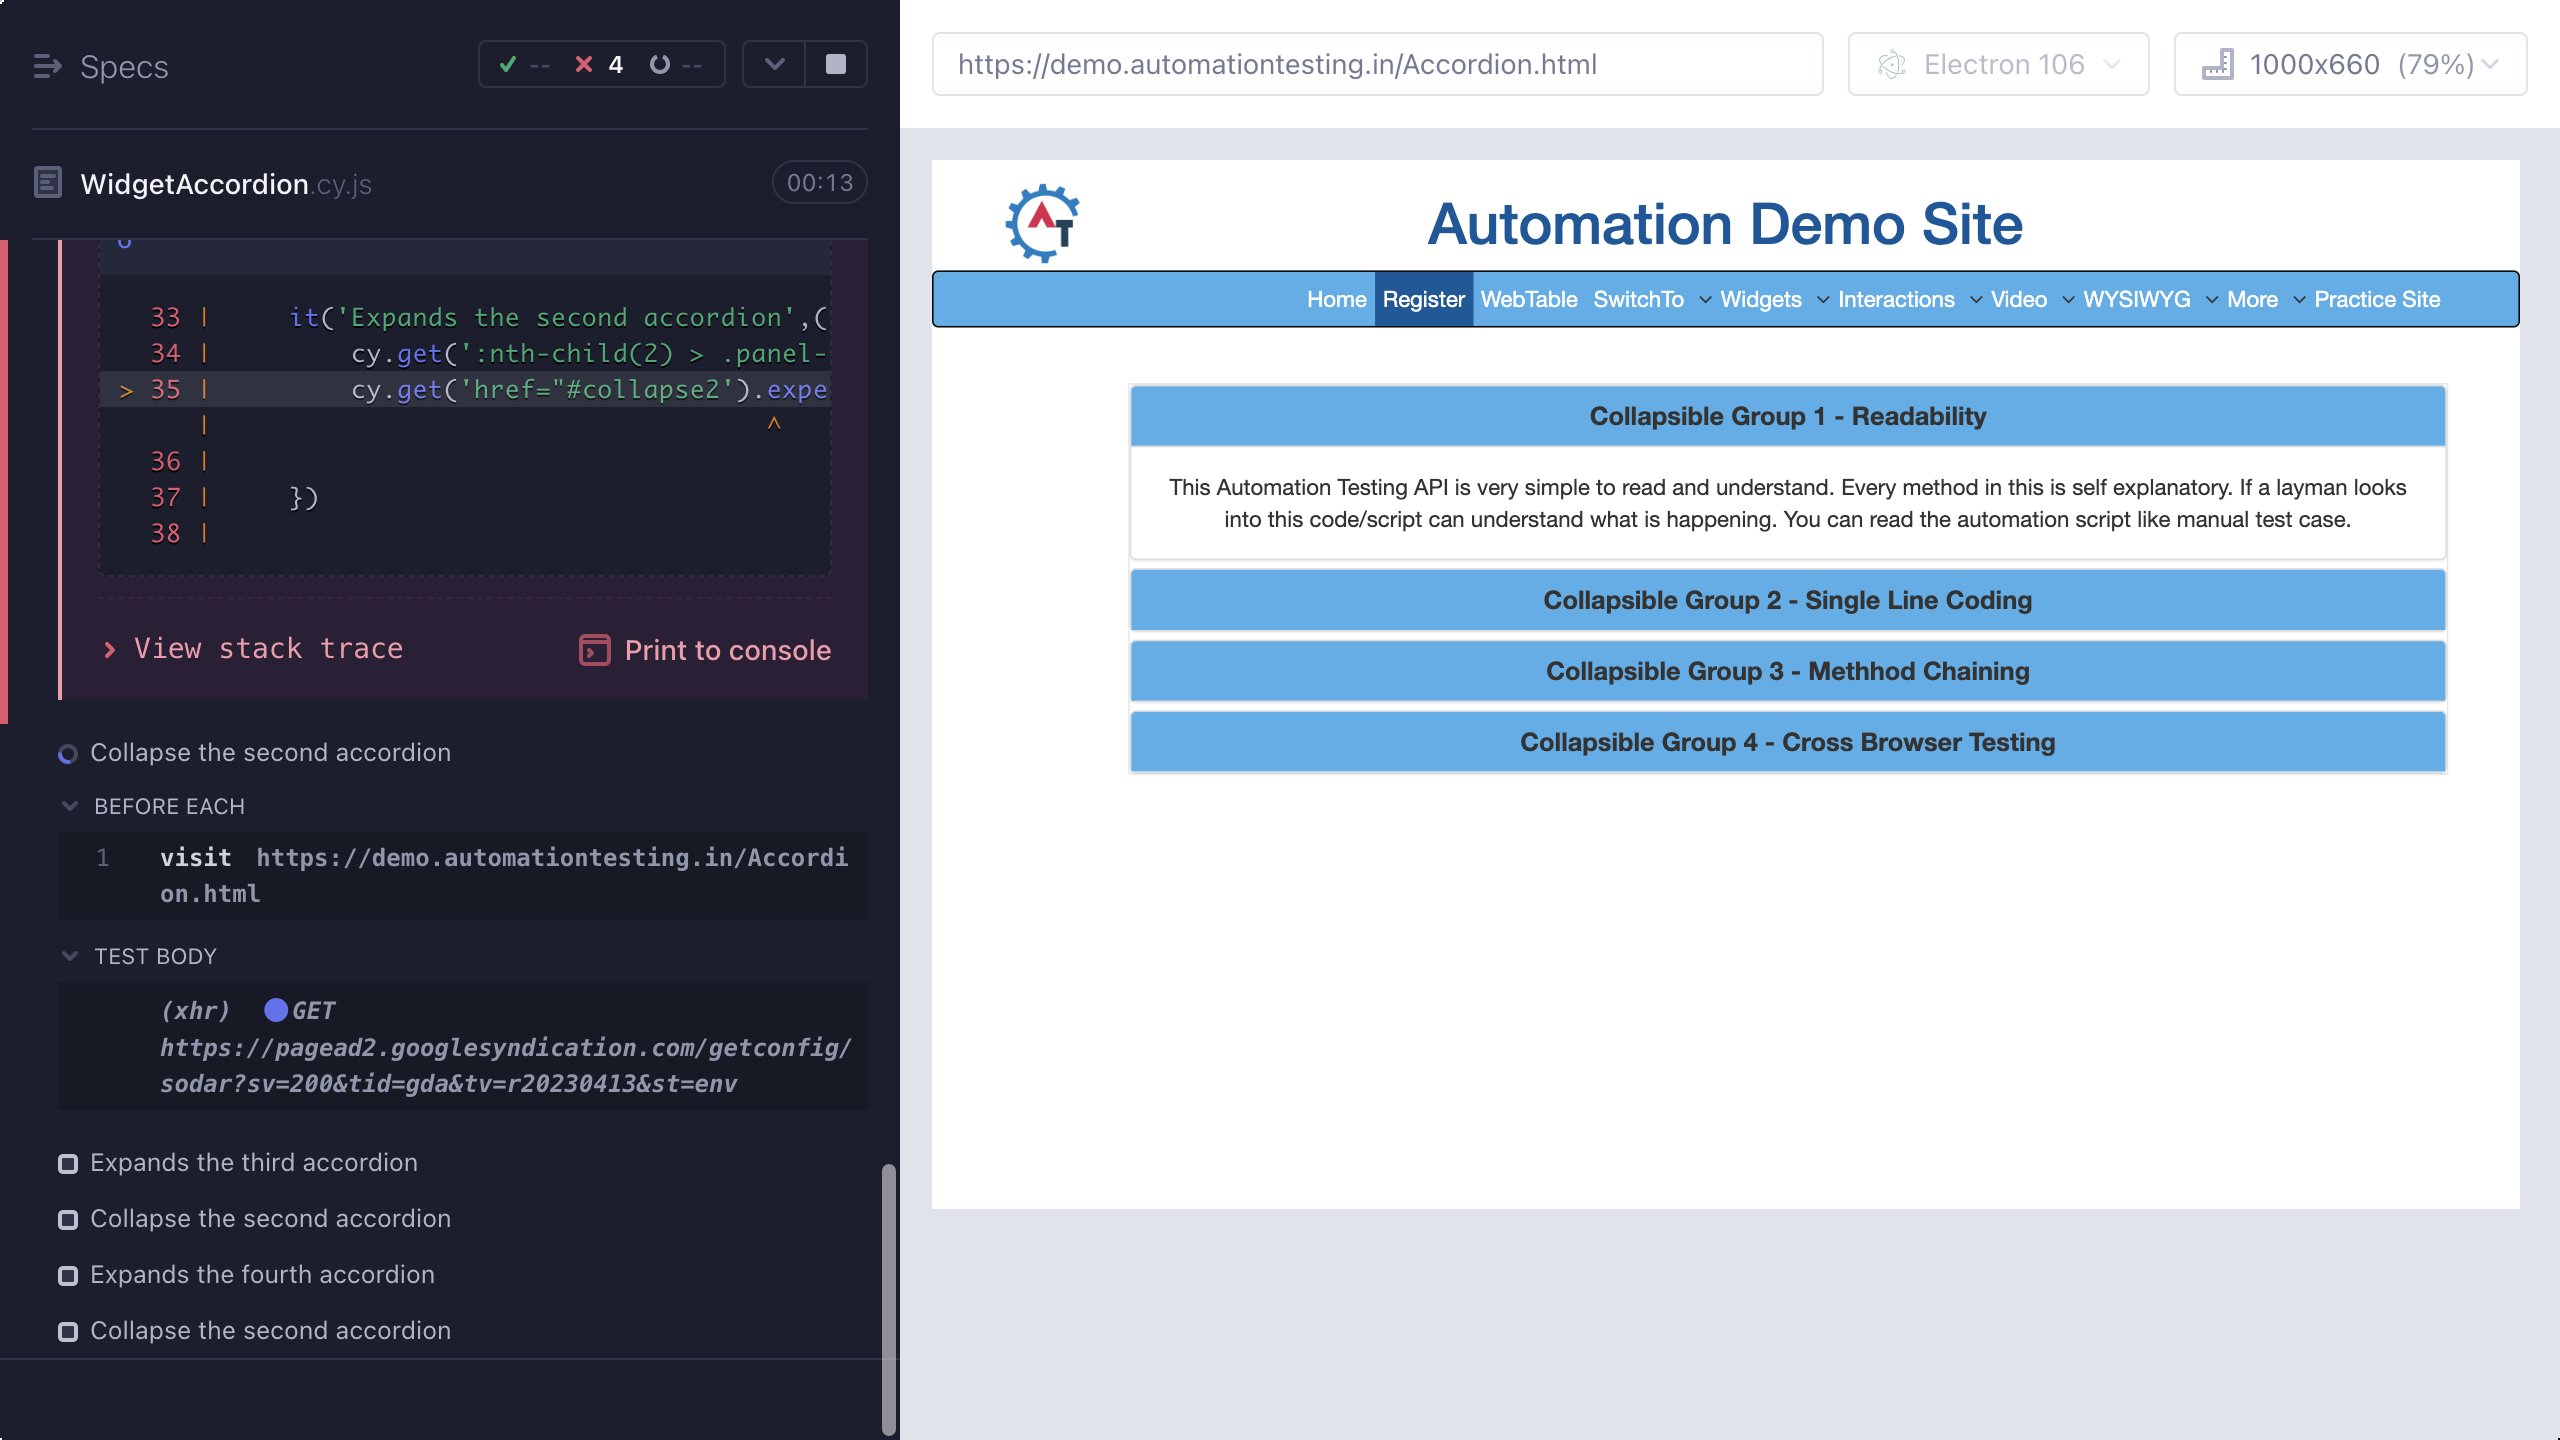 Specs
-- 4 --
WidgetAccordion.cy.js
00:13
33 | it('Expands the second accordion',(
34 | cy.get(':nth-child(2) > .panel-
> 35 | cy.get('href="#collapse2').expe
| ^
36 |
37 | })
38 |
View stack trace
Print to console
Collapse the second accordion
BEFORE EACH
1 visit https://demo.automationtesting.in/Accordi
on.html
TEST BODY
(xhr) GET
https://pagead2.googlesyndication.com/getconfig/
sodar?sv=200&tid=gda&tv=r20230413&st=env
Expands the third accordion
Collapse the second accordion
Expands the fourth accordion
Collapse the second accordion
https://demo.automationtesting.in/Accordion.html
Electron 106
1000x660 (79%)
AT
Automation Demo Site
Home Register WebTable SwitchTo Widgets Interactions Video WYSIWYG More Practice Site
Collapsible Group 1 - Readability
This Automation Testing API is very simple to read and understand. Every method in this is self explanatory. If a layman looks
into this code/script can understand what is happening. You can read the automation script like manual test case.
Collapsible Group 2 - Single Line Coding
Collapsible Group 3 - Methhod Chaining
Collapsible Group 4 - Cross Browser Testing